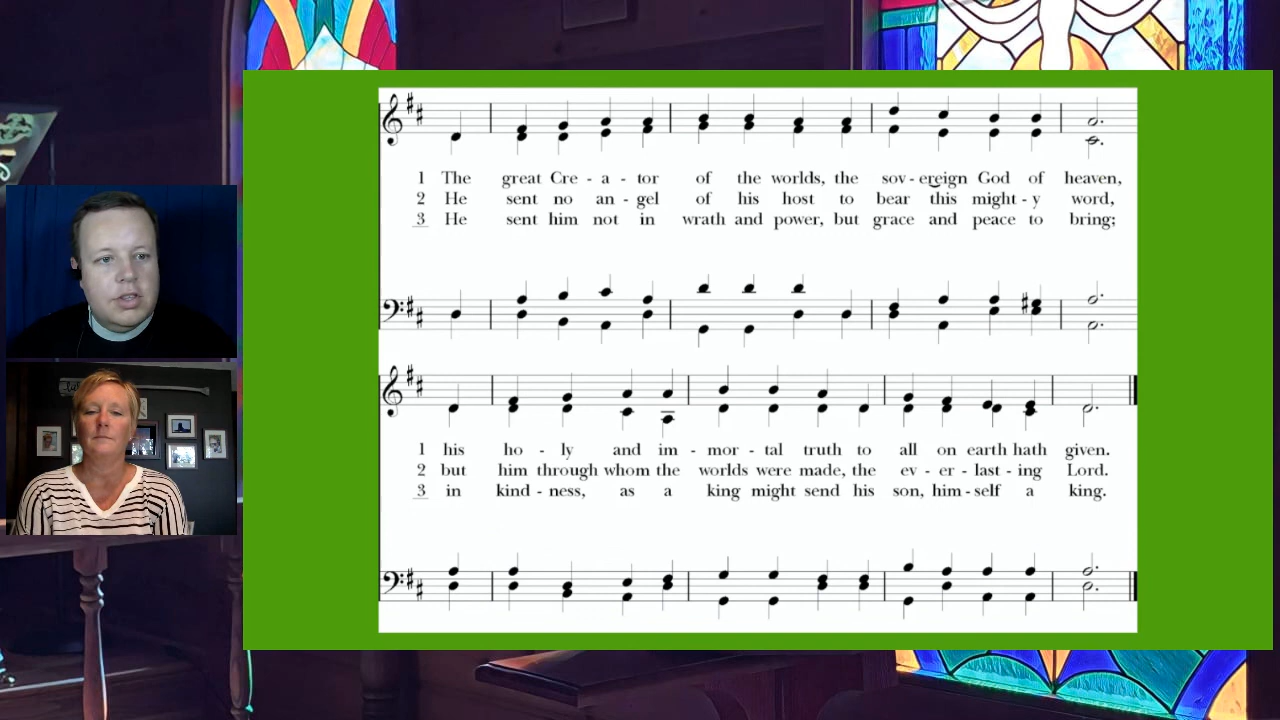 1 The great Cre - a - tor of the worlds, the sov - ereign God of heaven,
2 He sent no an - gel of his host to bear this might - y word,
3 He sent him not in wrath and power, but grace and peace to bring;
1 his ho - ly and im - mor - tal truth to all on earth hath given.
2 but him through whom the worlds were made, the ev - er - last - ing Lord.
3 in kind - ness, as a king might send his son, him - self a king.